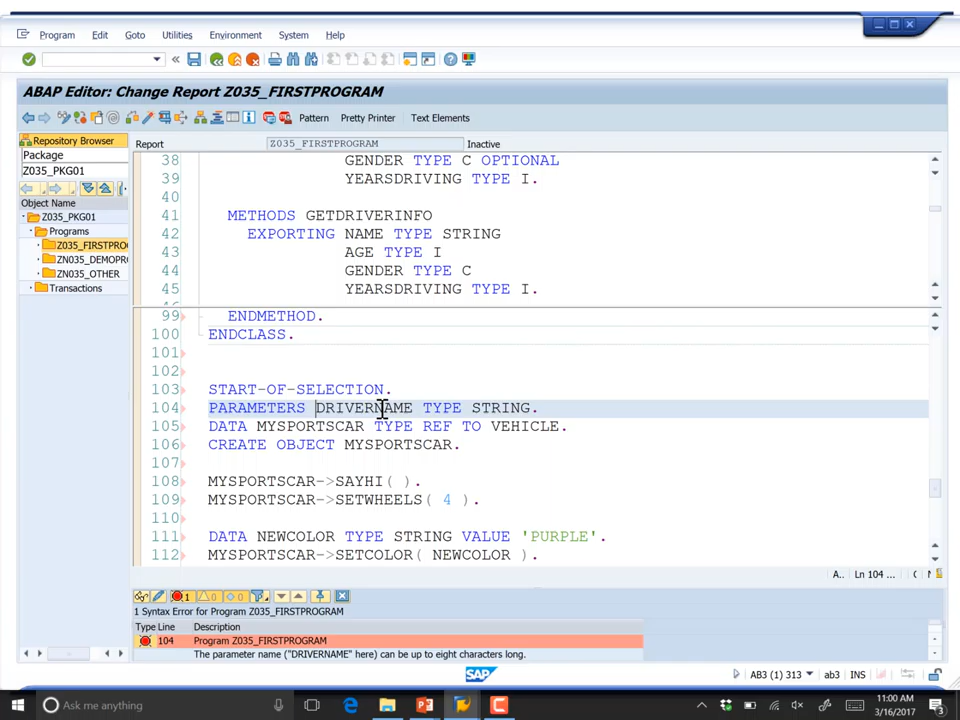 Program Edit Goto Utilities Environment System Help
ABAP Editor: Change Report Z035_FIRSTPROGRAM
Pattern Pretty Printer Text Elements
Repository Browser
Package
Z035_PKG01
Object Name
Z035_PKG01
Programs
Z035_FIRSTPRO
ZN035_DEMOPR
ZN035_OTHER
Transactions
Report Z035_FIRSTPROGRAM Inactive
38 GENDER TYPE C OPTIONAL
39 YEARSDRIVING TYPE I.
40
41 METHODS GETDRIVERINFO
42 EXPORTING NAME TYPE STRING
43 AGE TYPE I
44 GENDER TYPE C
45 YEARSDRIVING TYPE I.
99 ENDMETHOD.
100 ENDCLASS.
101
102
103 START-OF-SELECTION.
104 PARAMETERS DRIVERNAME TYPE STRING.
105 DATA MYSPORTSCAR TYPE REF TO VEHICLE.
106 CREATE OBJECT MYSPORTSCAR.
107
108 MYSPORTSCAR->SAYHI( ).
109 MYSPORTSCAR->SETWHEELS( 4 ).
110
111 DATA NEWCOLOR TYPE STRING VALUE 'PURPLE'.
112 MYSPORTSCAR->SETCOLOR( NEWCOLOR ).
A.. Ln 104 ...
1 0 0
1 Syntax Error for Program Z035_FIRSTPROGRAM
Type Line Description
104 Program Z035_FIRSTPROGRAM
The parameter name ("DRIVERNAME" here) can be up to eight characters long.
SAP
AB3 (1) 313 ab3 INS
Ask me anything
11:00 AM
3/16/2017
3